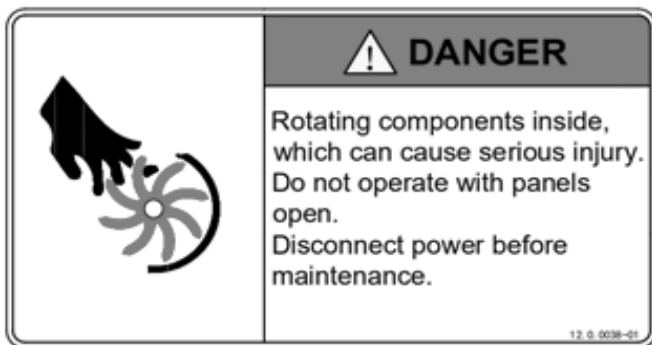 DANGER
Rotating components inside,
which can cause serious injury.
Do not operate with panels
open.
Disconnect power before
maintenance.
12.0.0038-01